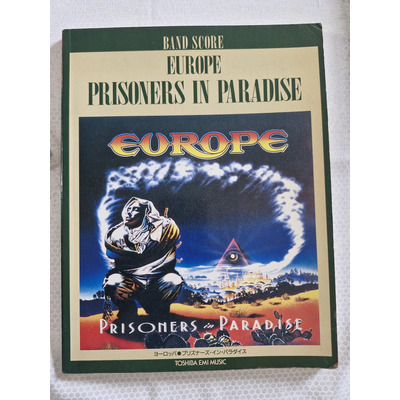 BAND SCORE
EUROPE
PRISONERS IN PARADISE
EUROPE
PRISONERS in PARADISE
ヨーロッパ●プリズナーズ・イン・パラダイス
TOSHIBA EMI MUSIC